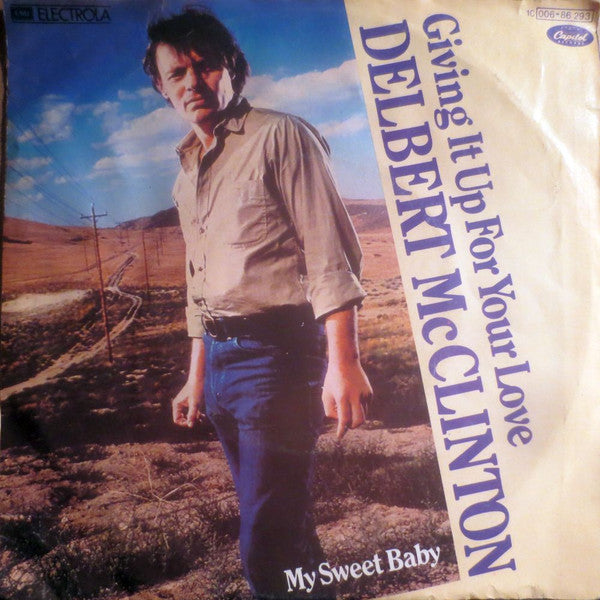 EMI ELECTROLA
1C 006-86 293
Capitol
Giving It Up For Your Love
DELBERT McCLINTON
My Sweet Baby